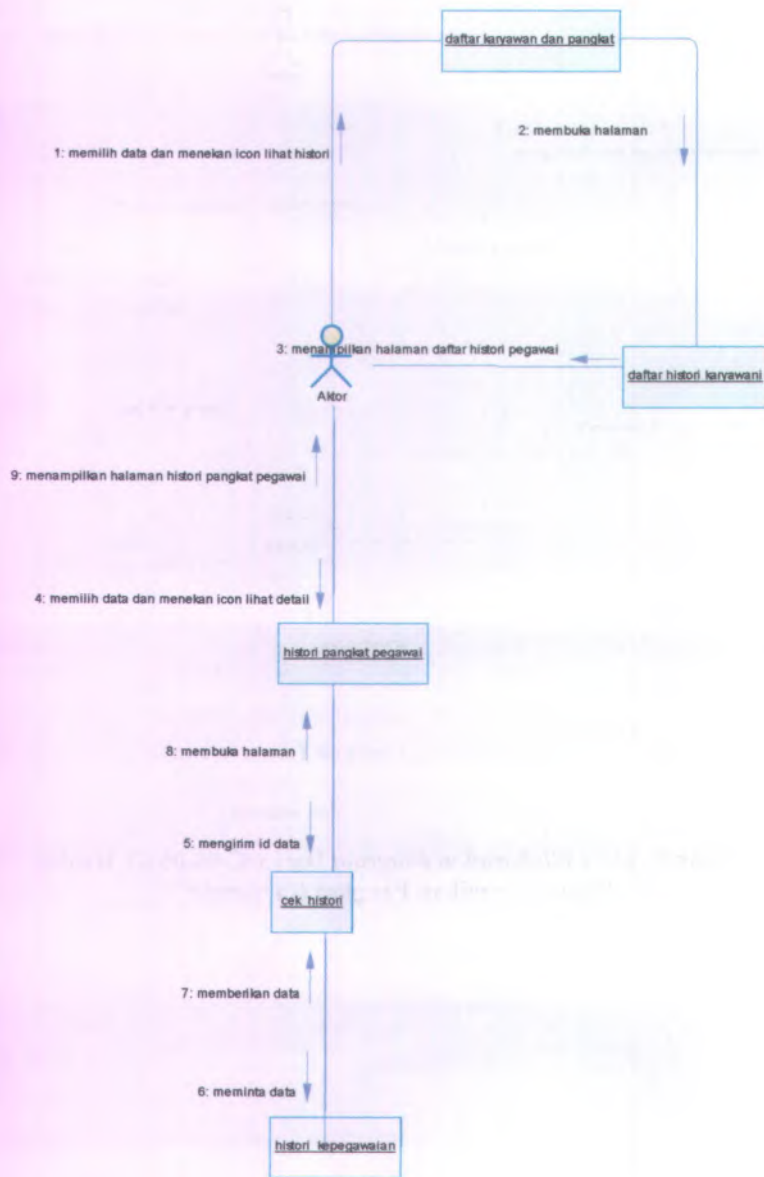 daftar karyawan dan pangkat
2: membuka halaman
1: memilih data dan menekan icon lihat histori
3: menampilkan halaman daftar histori pegawai
daftar histori karyawani
Aktor
9: menampilkan halaman histori pangkat pegawai
4: memilih data dan menekan icon lihat detail
histori pangkat pegawai
8: membuka halaman
5: mengirim id data
cek histori
7: memberikan data
6: meminta data
histori kepegawaian